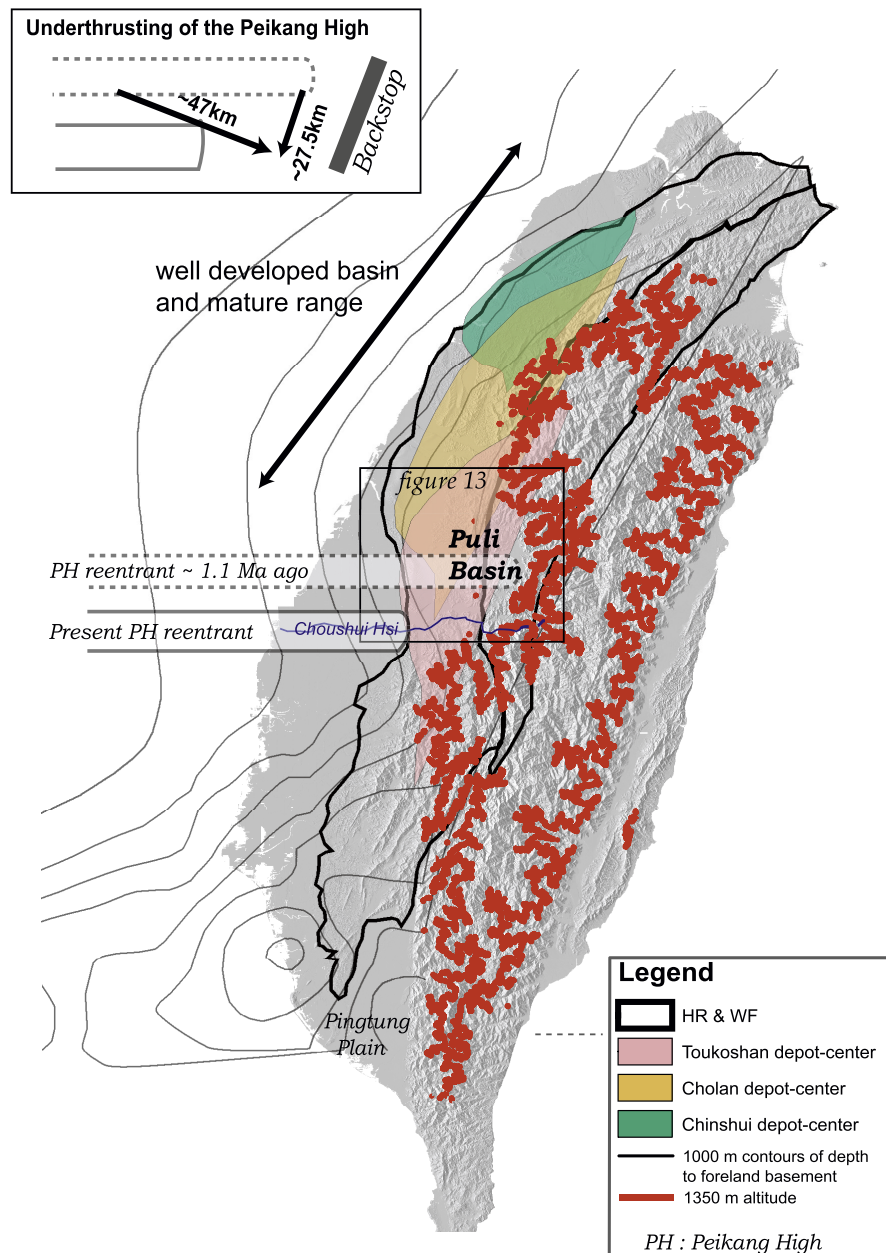 Underthrusting of the Peikang High
~47km
~27.5km
Backstop
well developed basin
and mature range
figure 13
Puli
Basin
PH reentrant ~ 1.1 Ma ago
Present PH reentrant
Choushui Hsi
Pingtung
Plain
Legend
HR & WF
Toukoshan depot-center
Cholan depot-center
Chinshui depot-center
1000 m contours of depth
to foreland basement
1350 m altitude
PH : Peikang High